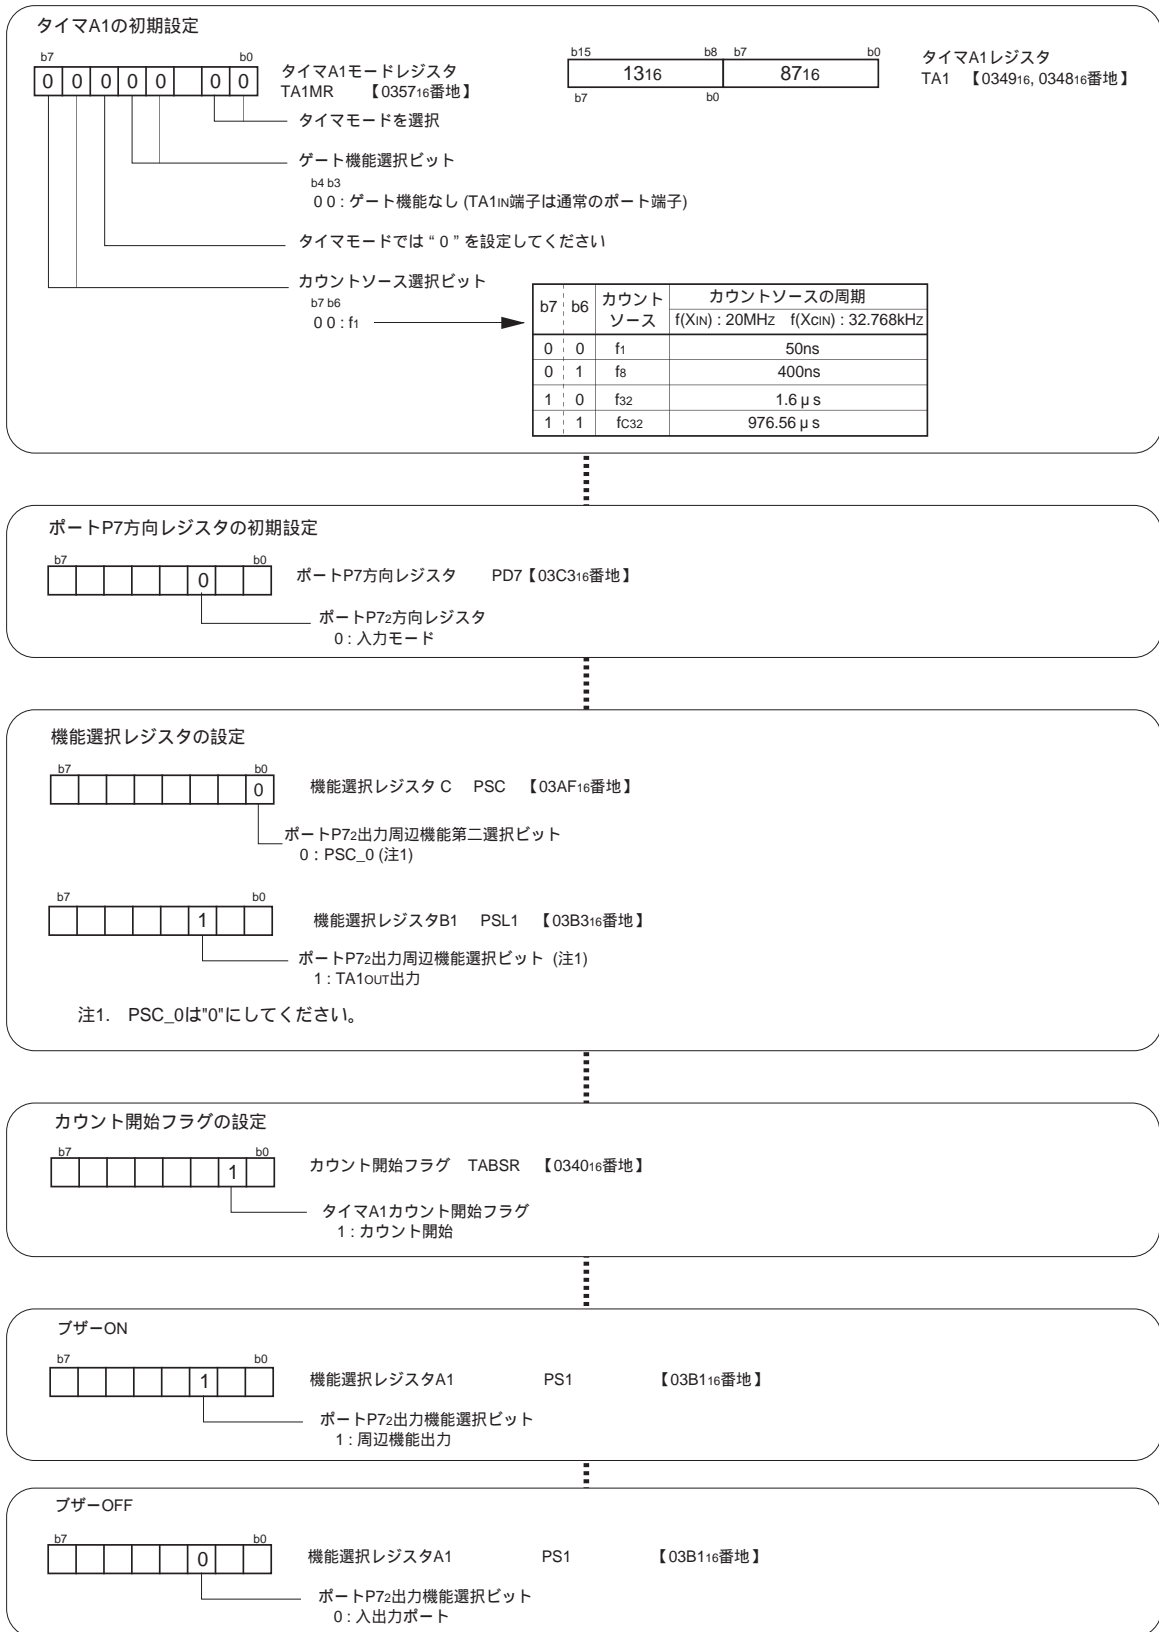 タイマA1の初期設定
b7 b0
0 0 0 0 0 0 0
タイマA1モードレジスタ
TA1MR 【035716番地】
b15 b8 b7 b0
1316 8716
b7 b0
タイマA1レジスタ
TA1 【034916, 034816番地】
タイマモードを選択
ゲート機能選択ビット
b4 b3
0 0 : ゲート機能なし (TA1IN端子は通常のポート端子)
タイマモードでは “ 0 ” を設定してください
カウントソース選択ビット
b7 b6
0 0 : f1
b7 b6 カウントソース カウントソースの周期
f(XIN) : 20MHz f(XCIN) : 32.768kHz
0 0 f1 50ns
0 1 f8 400ns
1 0 f32 1.6 μ s
1 1 fC32 976.56 μ s
ポートP7方向レジスタの初期設定
b7 b0
0
ポートP7方向レジスタ PD7【03C316番地】
ポートP72方向レジスタ
0 : 入力モード
機能選択レジスタの設定
b7 b0
0
機能選択レジスタ C PSC 【03AF16番地】
ポートP72出力周辺機能第二選択ビット
0 : PSC_0 (注1)
b7 b0
1
機能選択レジスタB1 PSL1 【03B316番地】
ポートP72出力周辺機能選択ビット (注1)
1 : TA1OUT出力
注1. PSC_0は"0"にしてください。
カウント開始フラグの設定
b7 b0
1
カウント開始フラグ TABSR 【034016番地】
タイマA1カウント開始フラグ
1 : カウント開始
ブザーON
b7 b0
1
機能選択レジスタA1 PS1 【03B116番地】
ポートP72出力機能選択ビット
1 : 周辺機能出力
ブザーOFF
b7 b0
0
機能選択レジスタA1 PS1 【03B116番地】
ポートP72出力機能選択ビット
0 : 入出力ポート